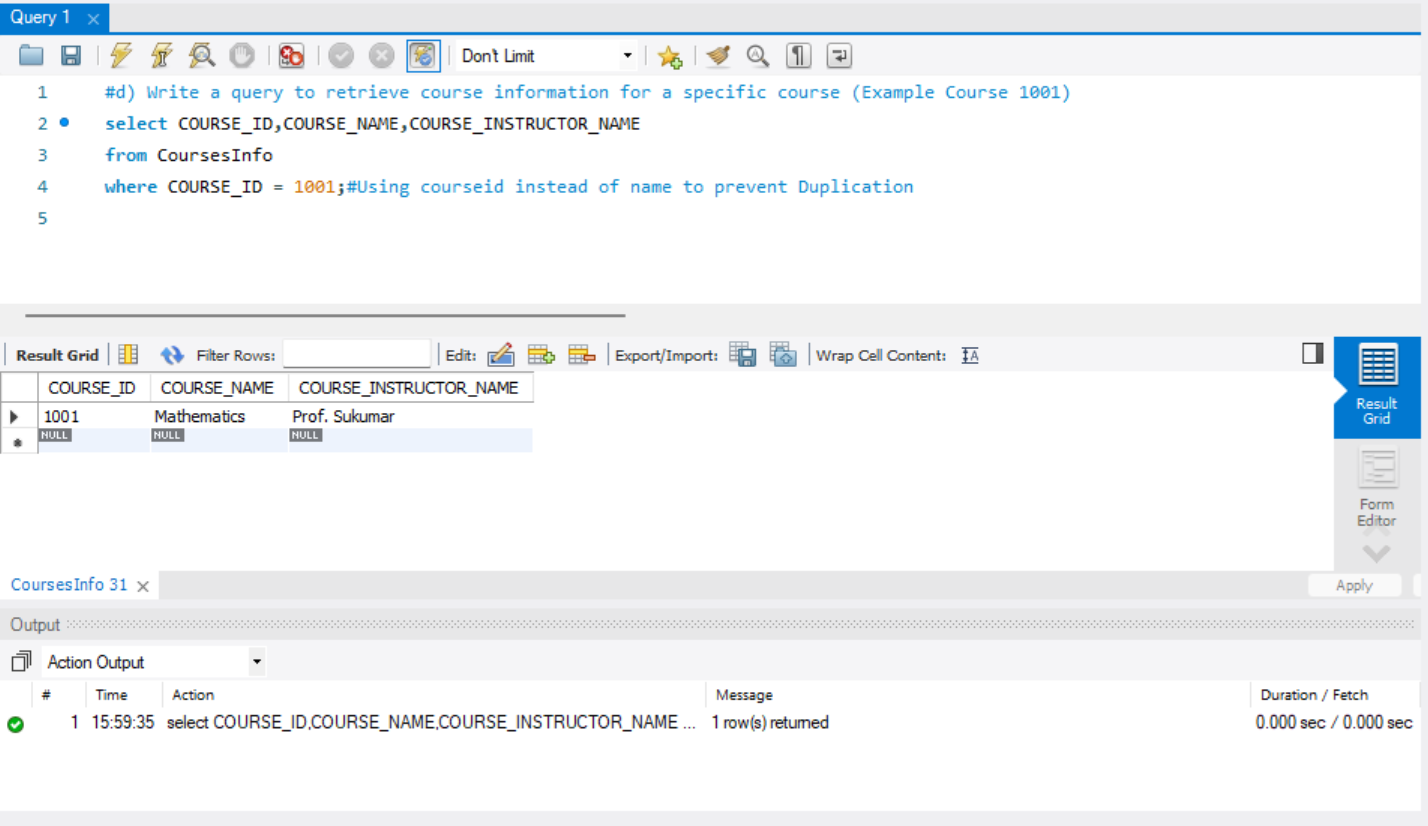 Query 1
Don't Limit
1 #d) Write a query to retrieve course information for a specific course (Example Course 1001)
2 select COURSE_ID,COURSE_NAME,COURSE_INSTRUCTOR_NAME
3 from CoursesInfo
4 where COURSE_ID = 1001;#Using courseid instead of name to prevent Duplication
5
Result Grid Filter Rows: Edit: Export/Import: Wrap Cell Content:
COURSE_ID COURSE_NAME COURSE_INSTRUCTOR_NAME
1001 Mathematics Prof. Sukumar
NULL NULL NULL
Result
Grid
Form
Editor
CoursesInfo 31
Apply
Output
Action Output
# Time Action Message Duration / Fetch
1 15:59:35 select COURSE_ID,COURSE_NAME,COURSE_INSTRUCTOR_NAME ... 1 row(s) returned 0.000 sec / 0.000 sec